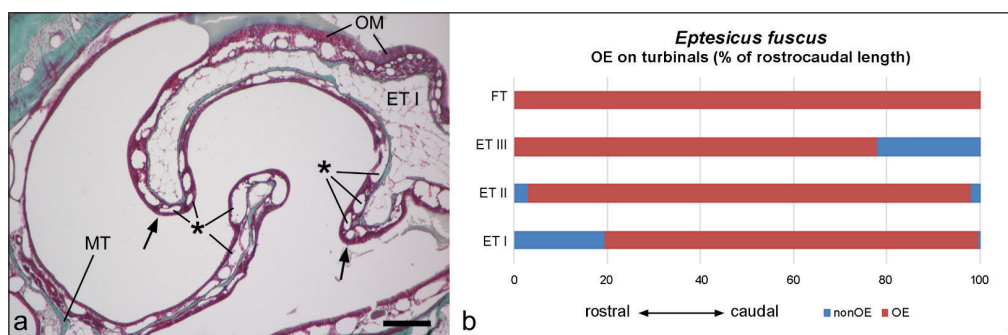 OM
ET I
*
*
MT
a
Eptesicus fuscus
OE on turbinals (% of rostrocaudal length)
FT
ET III
ET II
ET I
0 20 40 60 80 100
rostral caudal
nonOE OE
b